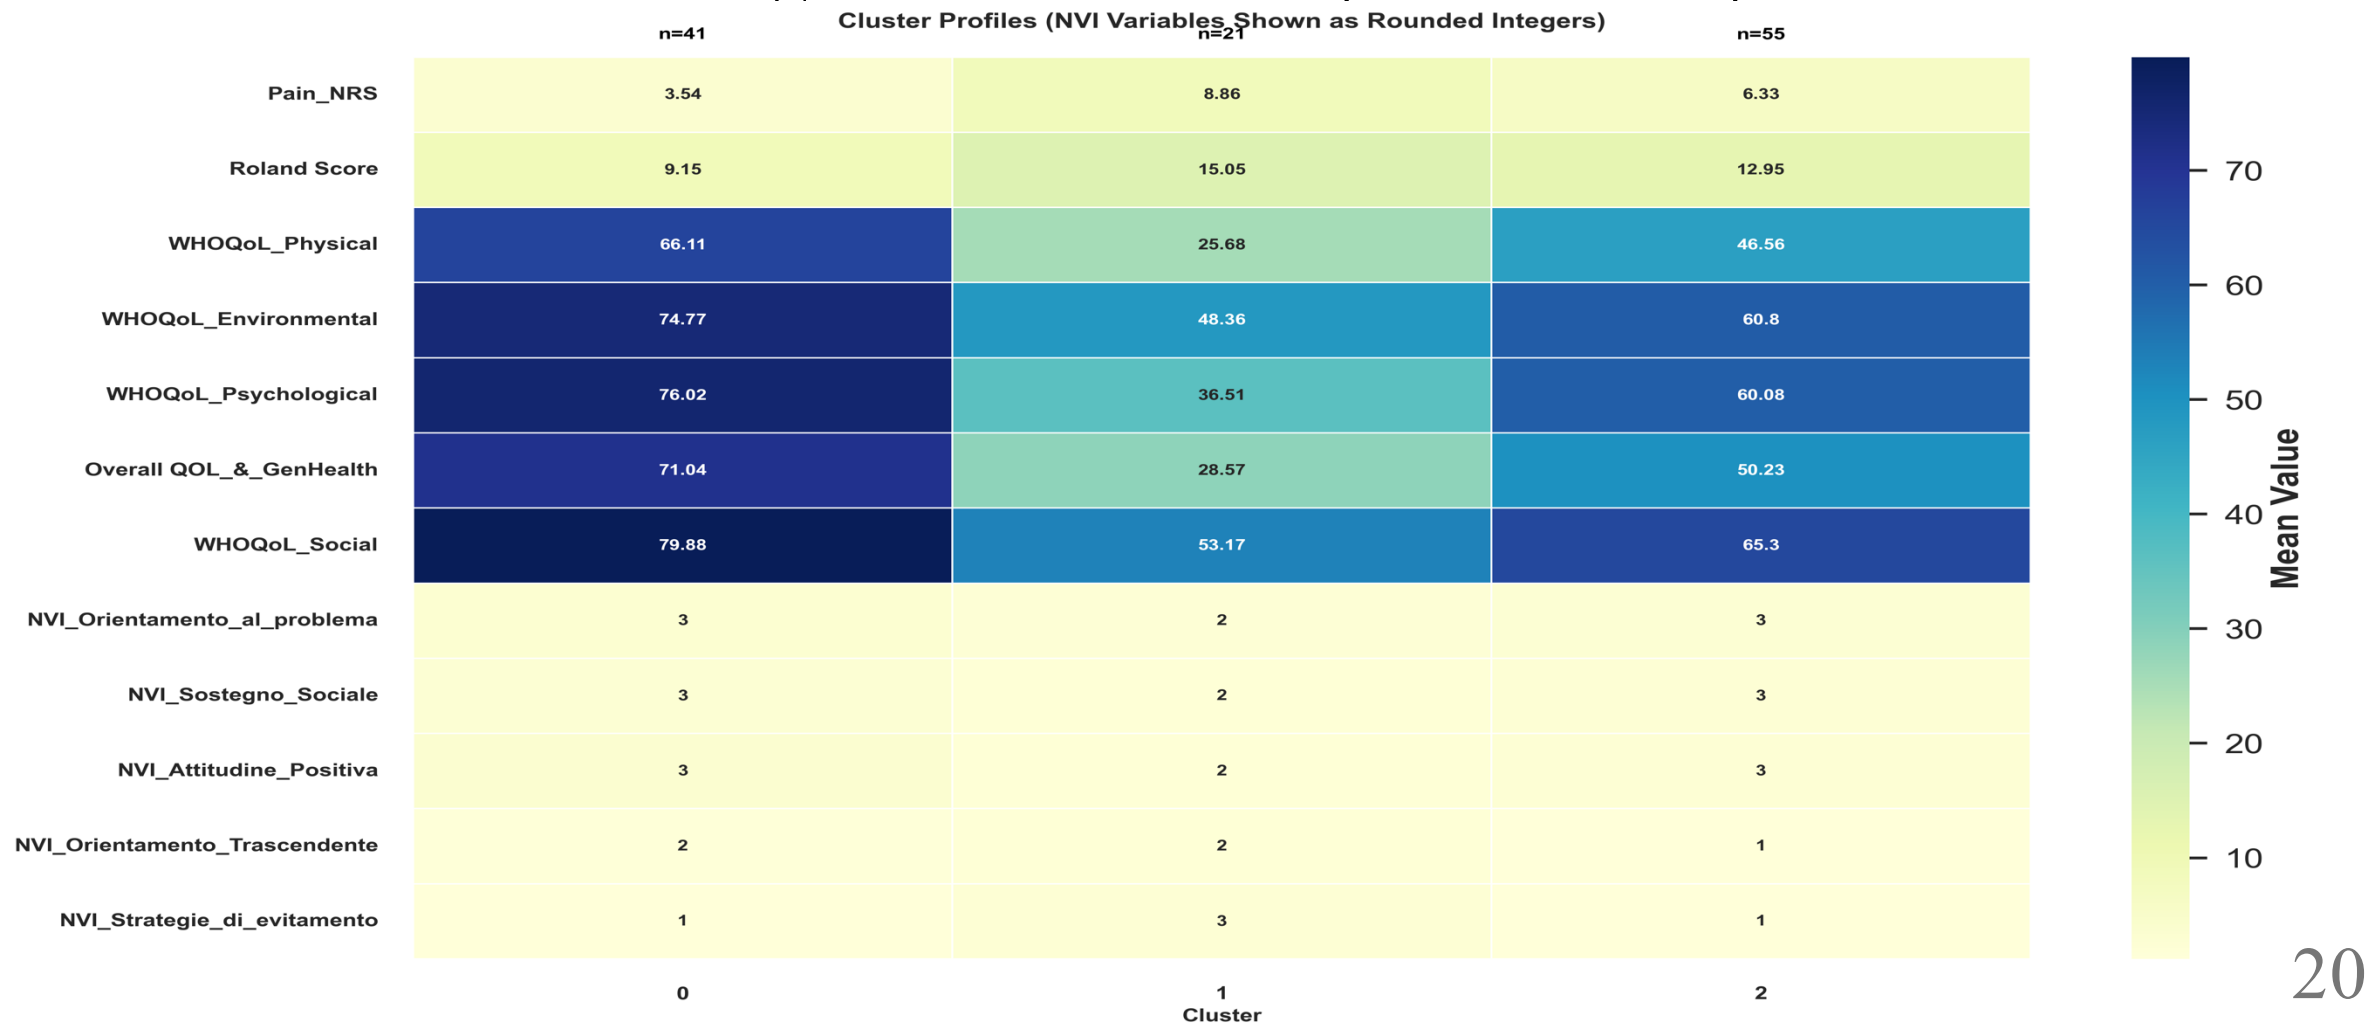 Cluster Profiles (NVI Variables Shown as Rounded Integers)
n=41 n=21 n=55
Pain_NRS 3.54 8.86 6.33
Roland Score 9.15 15.05 12.95
WHOQoL_Physical 66.11 25.68 46.56
WHOQoL_Environmental 74.77 48.36 60.8
WHOQoL_Psychological 76.02 36.51 60.08
Overall QOL_&_GenHealth 71.04 28.57 50.23
WHOQoL_Social 79.88 53.17 65.3
NVI_Orientamento_al_problema 3 2 3
NVI_Sostegno_Sociale 3 2 3
NVI_Attitudine_Positiva 3 2 3
NVI_Orientamento_Trascendente 2 2 1
NVI_Strategie_di_evitamento 1 3 1
0 1 2
Cluster
70
60
50
40
30
20
10
Mean Value
20